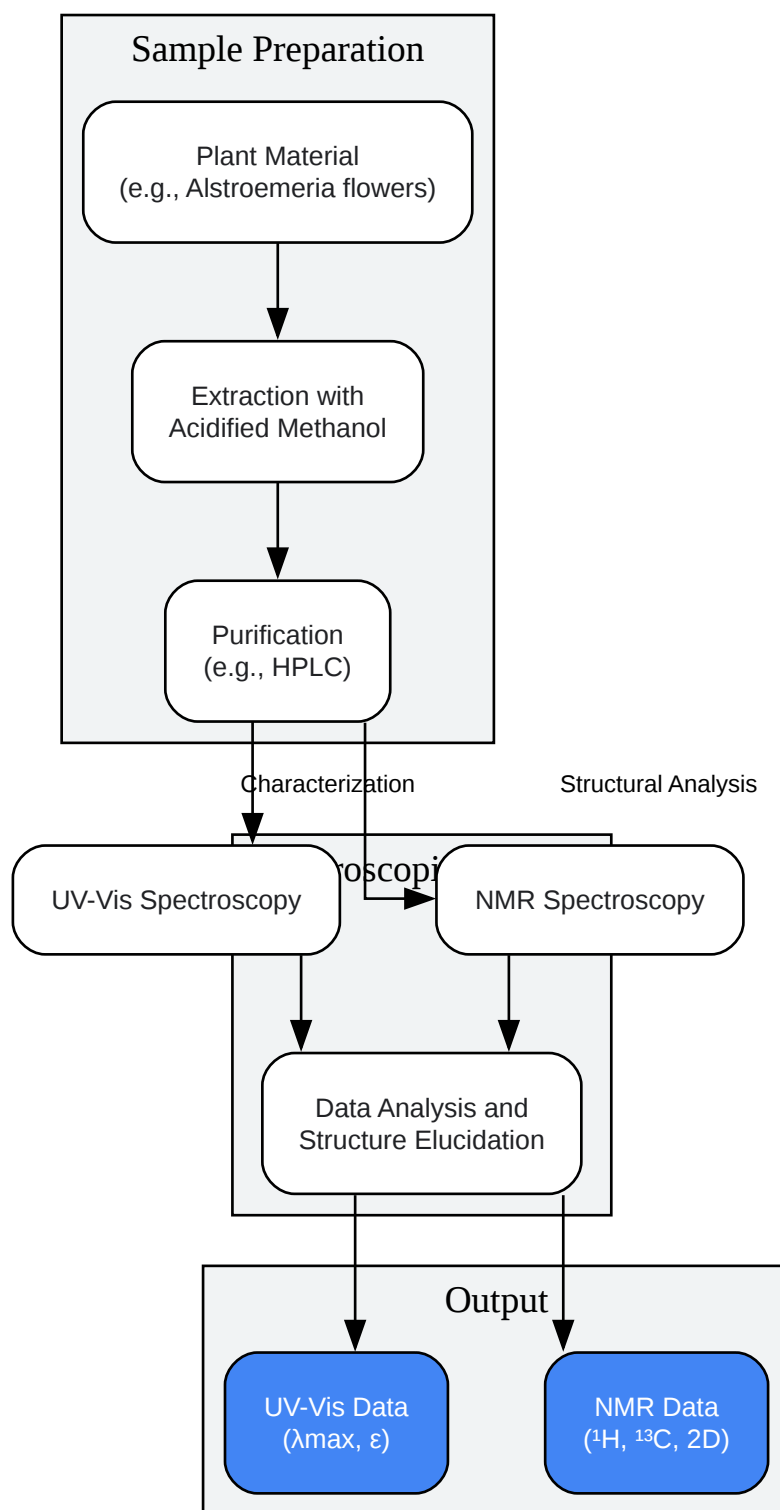 Sample Preparation
Plant Material
(e.g., Alstroemeria flowers)
Extraction with
Acidified Methanol
Purification
(e.g., HPLC)
Characterization
Structural Analysis
UV-Vis Spectroscopy
NMR Spectroscopy
Data Analysis and
Structure Elucidation
Output
UV-Vis Data
(λmax, ε)
NMR Data
(¹H, ¹³C, 2D)